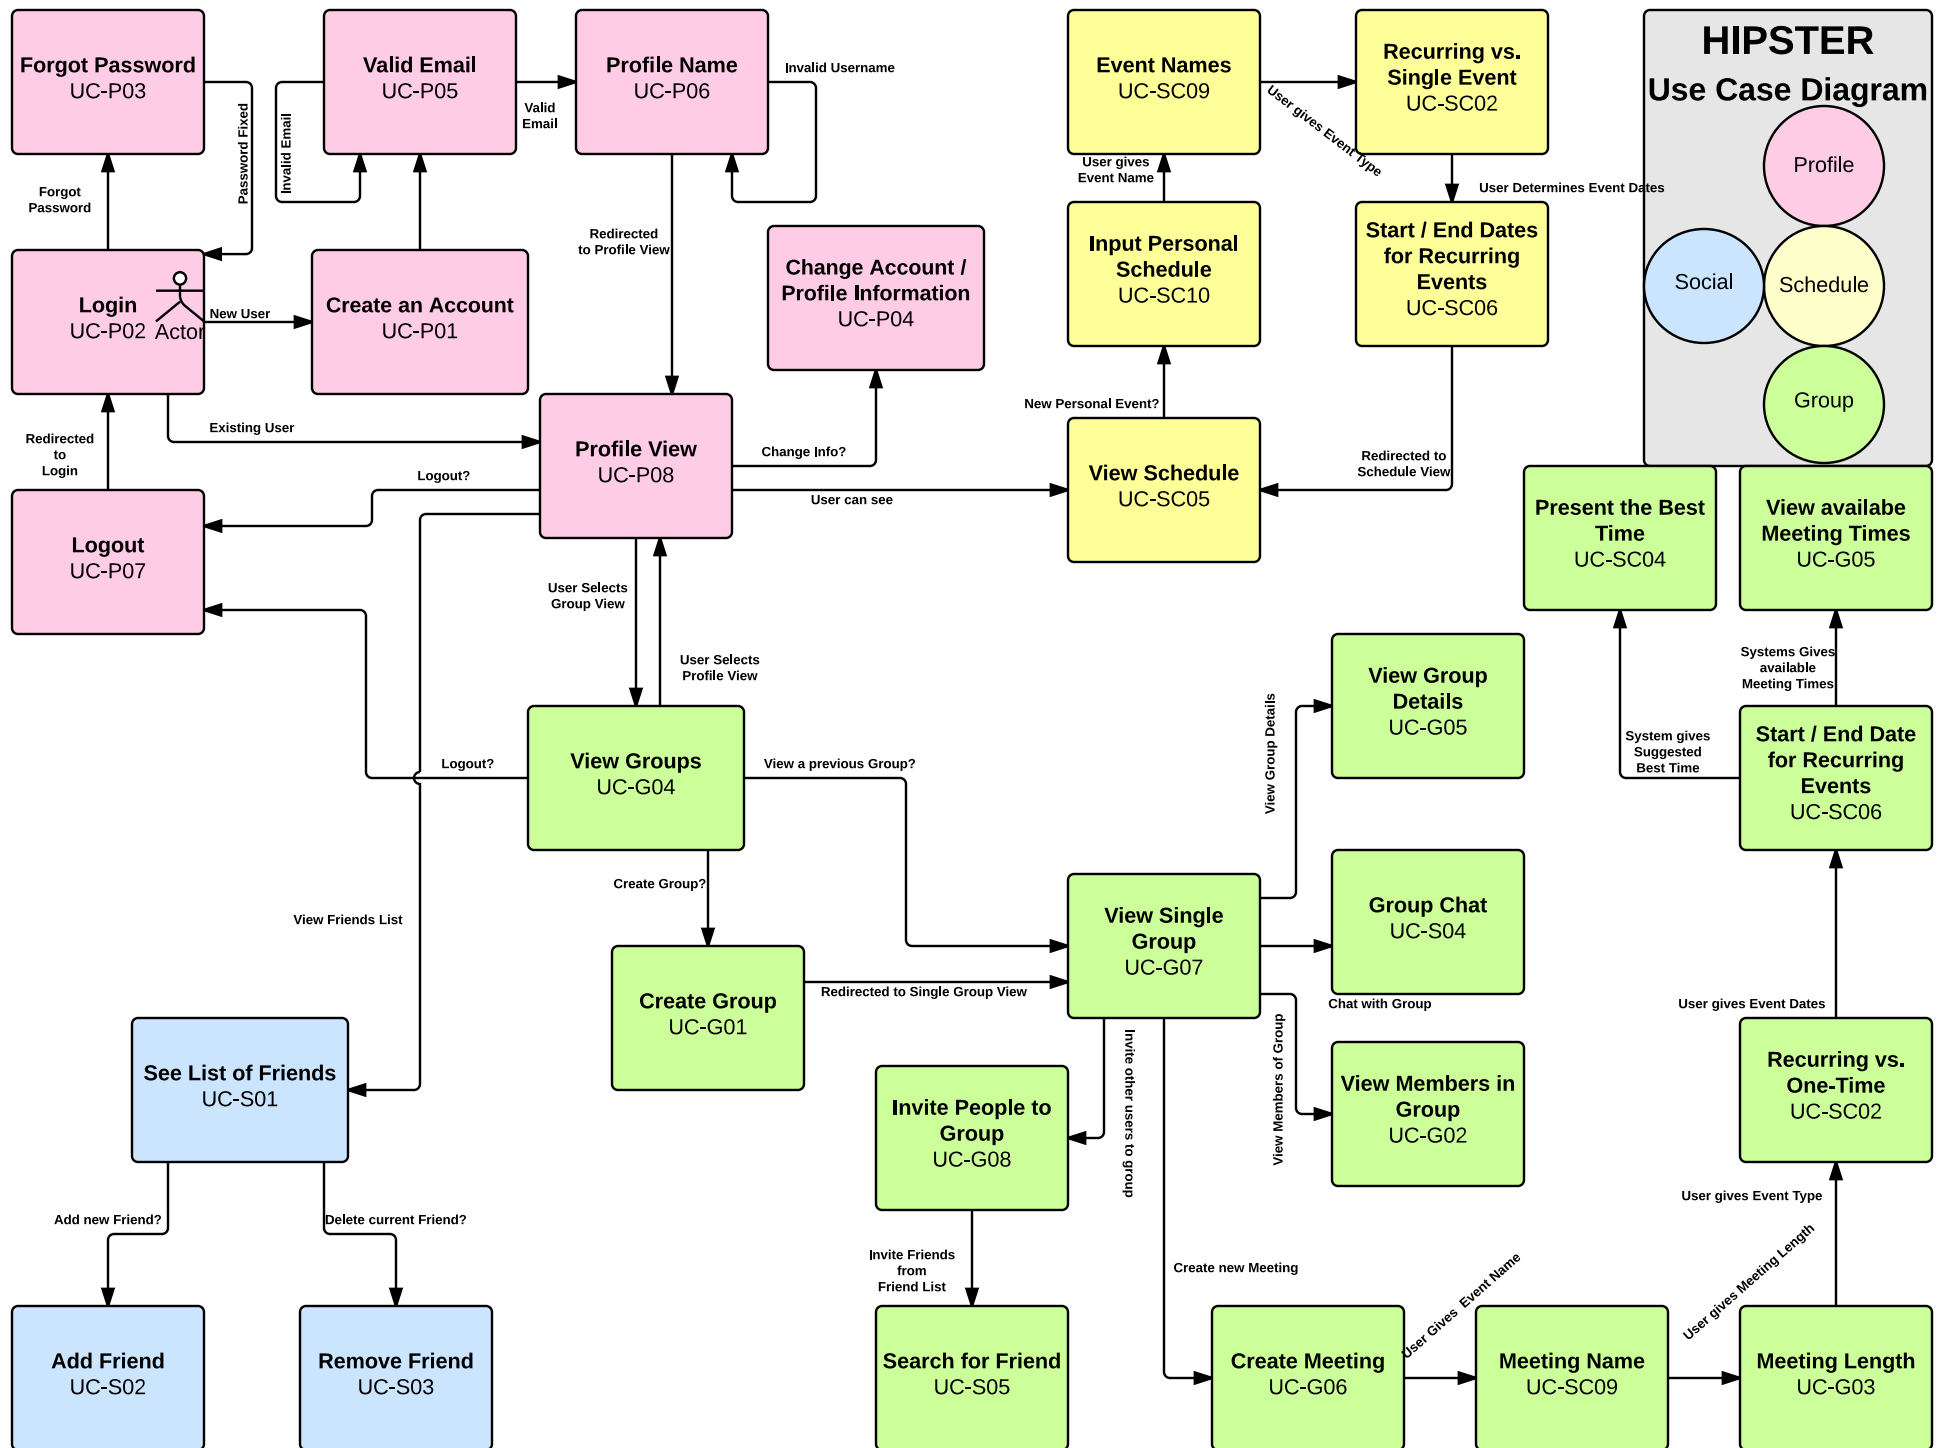 Forgot Password
UC-P03
Valid Email
UC-P05
Profile Name
UC-P06
Invalid Username
Event Names
UC-SC09
Recurring vs.
Single Event
UC-SC02
HIPSTER
Use Case Diagram
Profile
Social
Schedule
Group
Password Fixed
Invalid Email
Valid
Email
User gives Event Type
Forgot
Password
User gives
Event Name
User Determines Event Dates
Redirected
to Profile View
Login
UC-P02
Actor
New User
Create an Account
UC-P01
Change Account /
Profile Information
UC-P04
Input Personal
Schedule
UC-SC10
Start / End Dates
for Recurring
Events
UC-SC06
Redirected
to
Login
Existing User
Profile View
UC-P08
Change Info?
New Personal Event?
View Schedule
UC-SC05
Redirected to
Schedule View
Logout?
User can see
Logout
UC-P07
Present the Best
Time
UC-SC04
View availabe
Meeting Times
UC-G05
User Selects
Group View
User Selects
Profile View
View Group
Details
UC-G05
View Group Details
Systems Gives
available
Meeting Times
System gives
Suggested
Best Time
Start / End Date
for Recurring
Events
UC-SC06
Logout?
View Groups
UC-G04
View a previous Group?
Create Group?
View Friends List
View Single
Group
UC-G07
Group Chat
UC-S04
Chat with Group
Create Group
UC-G01
Redirected to Single Group View
User gives Event Dates
See List of Friends
UC-S01
Invite People to
Group
UC-G08
Invite other users to group
View Members of Group
View Members in
Group
UC-G02
Recurring vs.
One-Time
UC-SC02
Add new Friend?
Delete current Friend?
User gives Event Type
Invite Friends
from
Friend List
Create new Meeting
User Gives Event Name
User gives Meeting Length
Add Friend
UC-S02
Remove Friend
UC-S03
Search for Friend
UC-S05
Create Meeting
UC-G06
Meeting Name
UC-SC09
Meeting Length
UC-G03